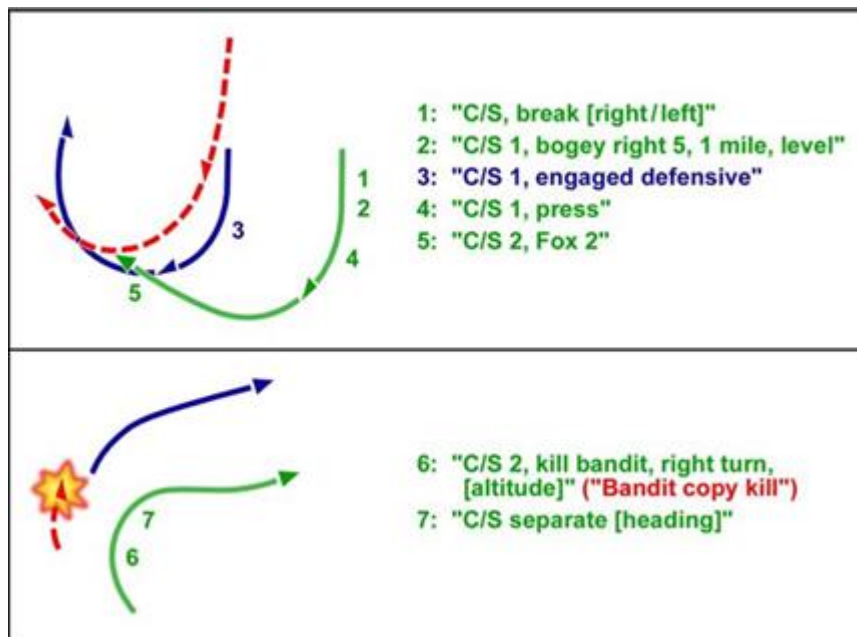 1: "C/S, break [right/left]"
2: "C/S 1, bogey right 5, 1 mile, level"
3: "C/S 1, engaged defensive"
4: "C/S 1, press"
5: "C/S 2, Fox 2"
1
2
3
4
5
6: "C/S 2, kill bandit, right turn,
[altitude]" ("Bandit copy kill")
7: "C/S separate [heading]"
7
6